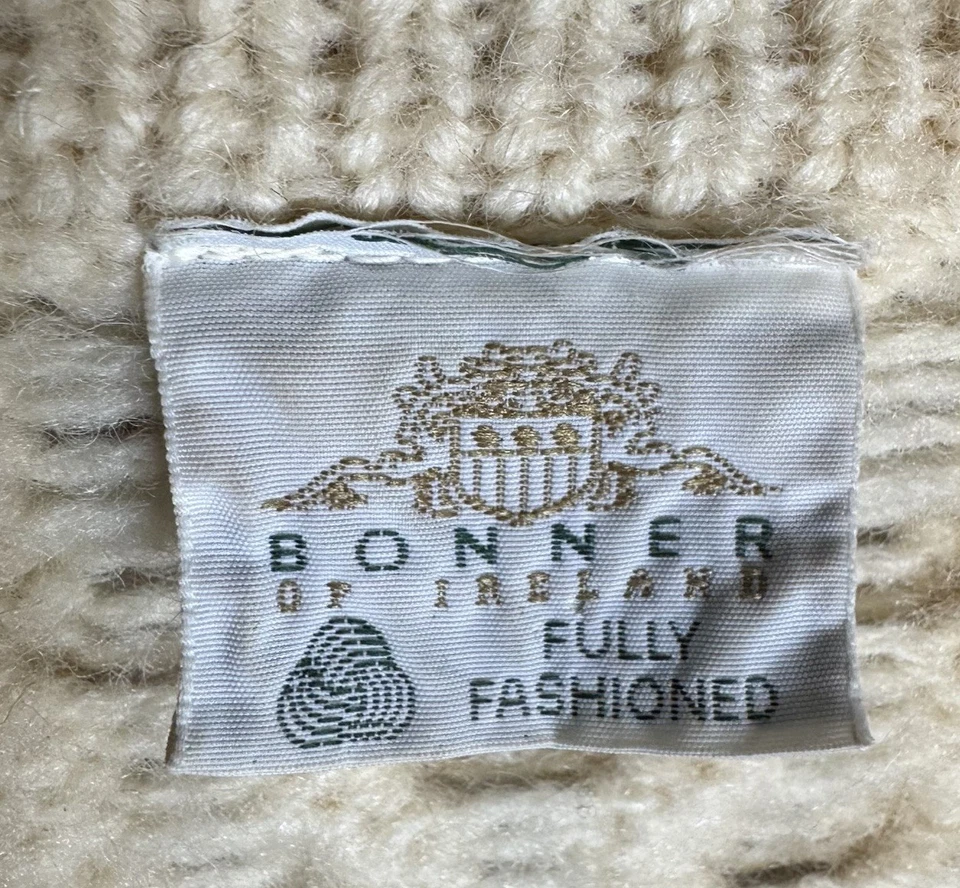 BONNER
OF IRELAND
FULLY
FASHIONED